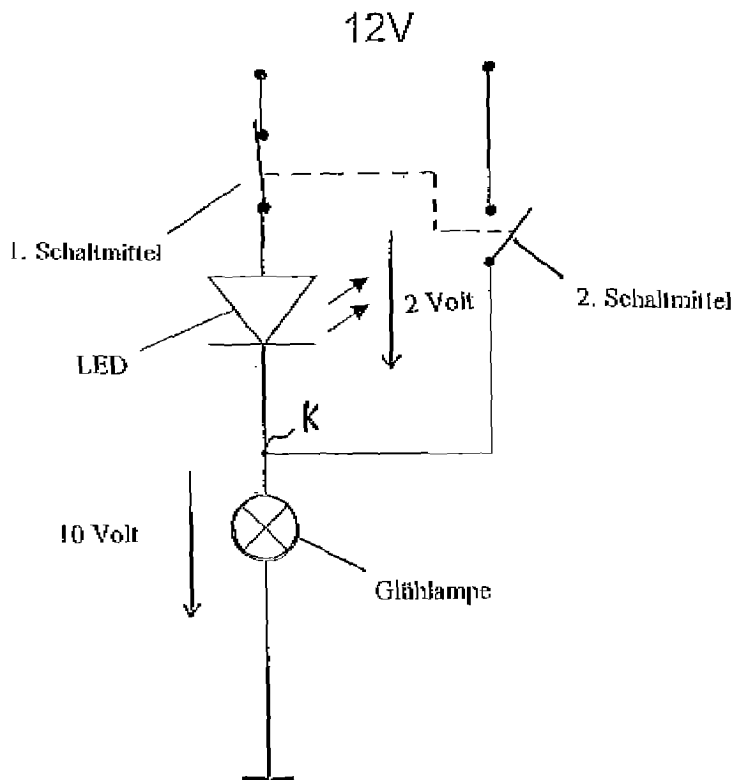 12V
1. Schaltmittel
2 Volt
2. Schaltmittel
LED
K
10 Volt
Glühlampe